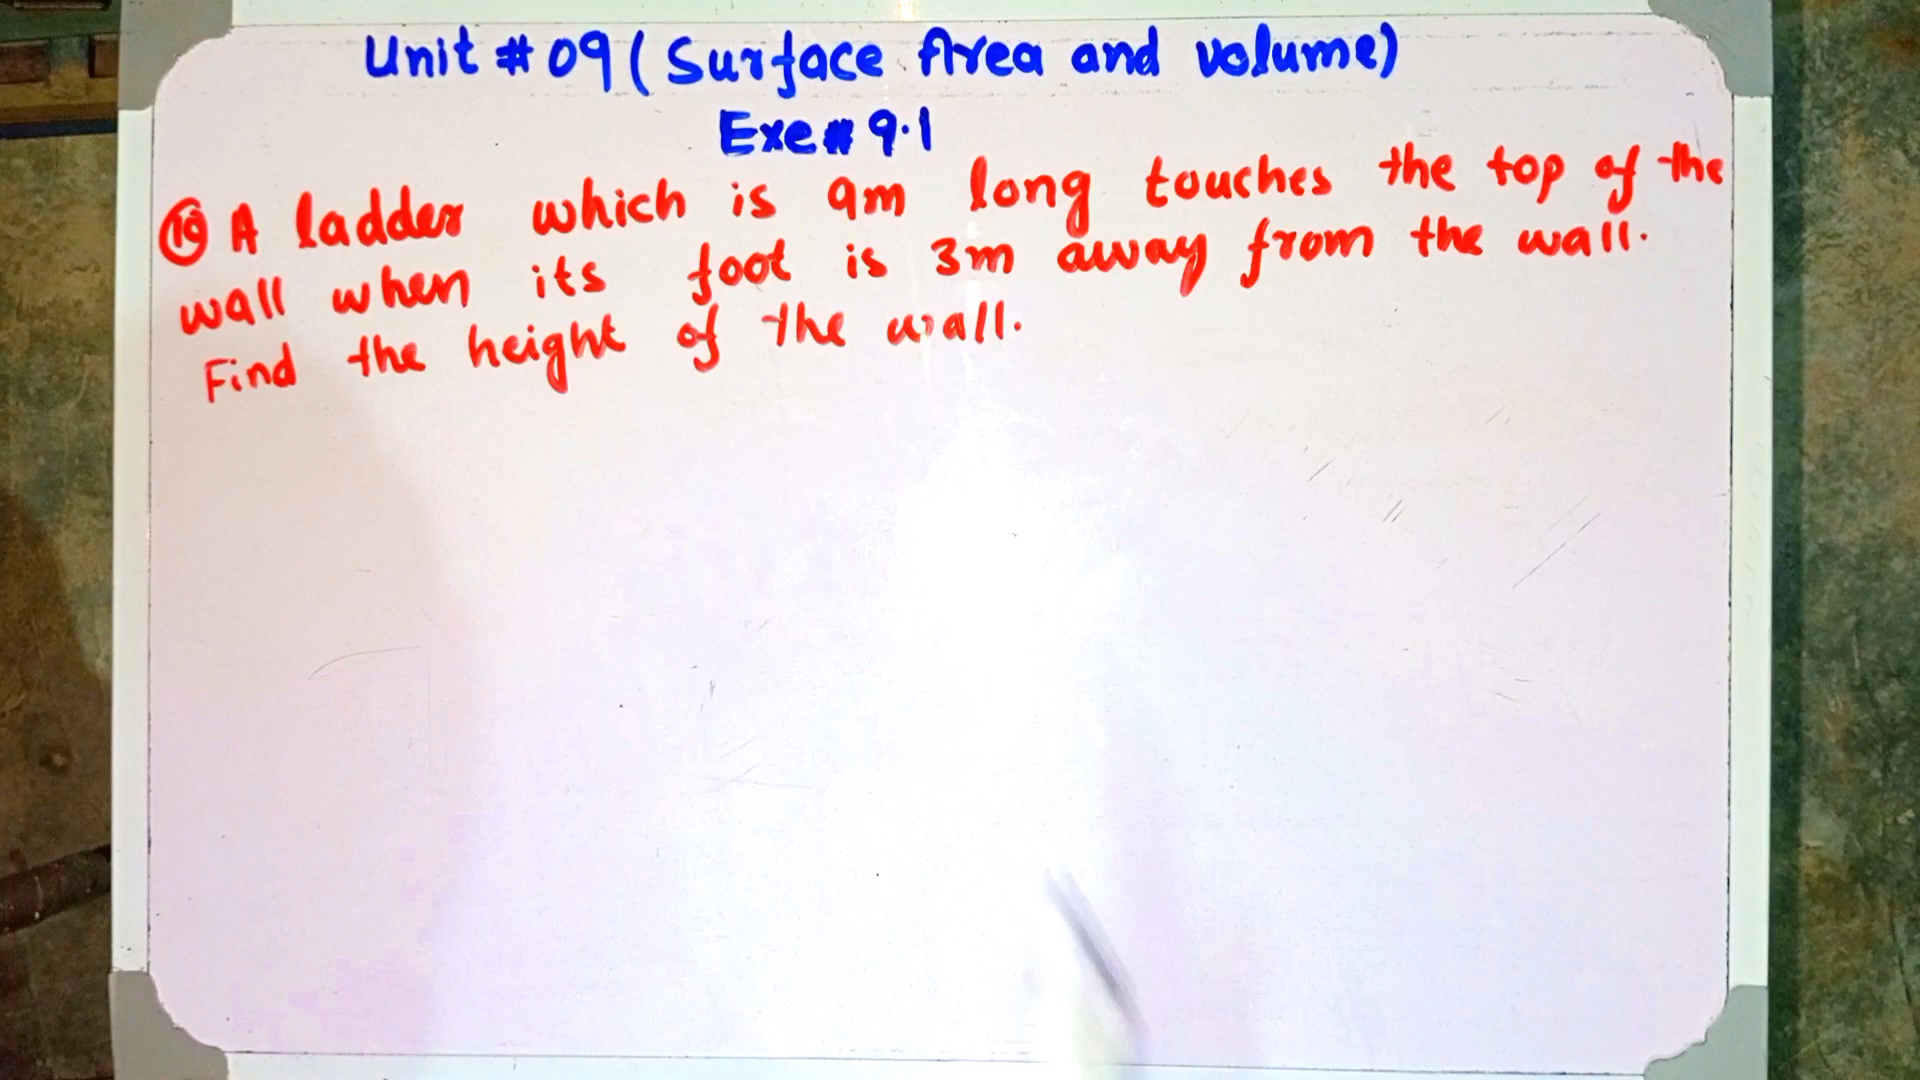 Unit # 09 (Surface Area and volume)
Exe # 9.1
A ladder which is 9m long touches the top of the
wall when its foot is 3m away from the wall.
Find the height of the wall.